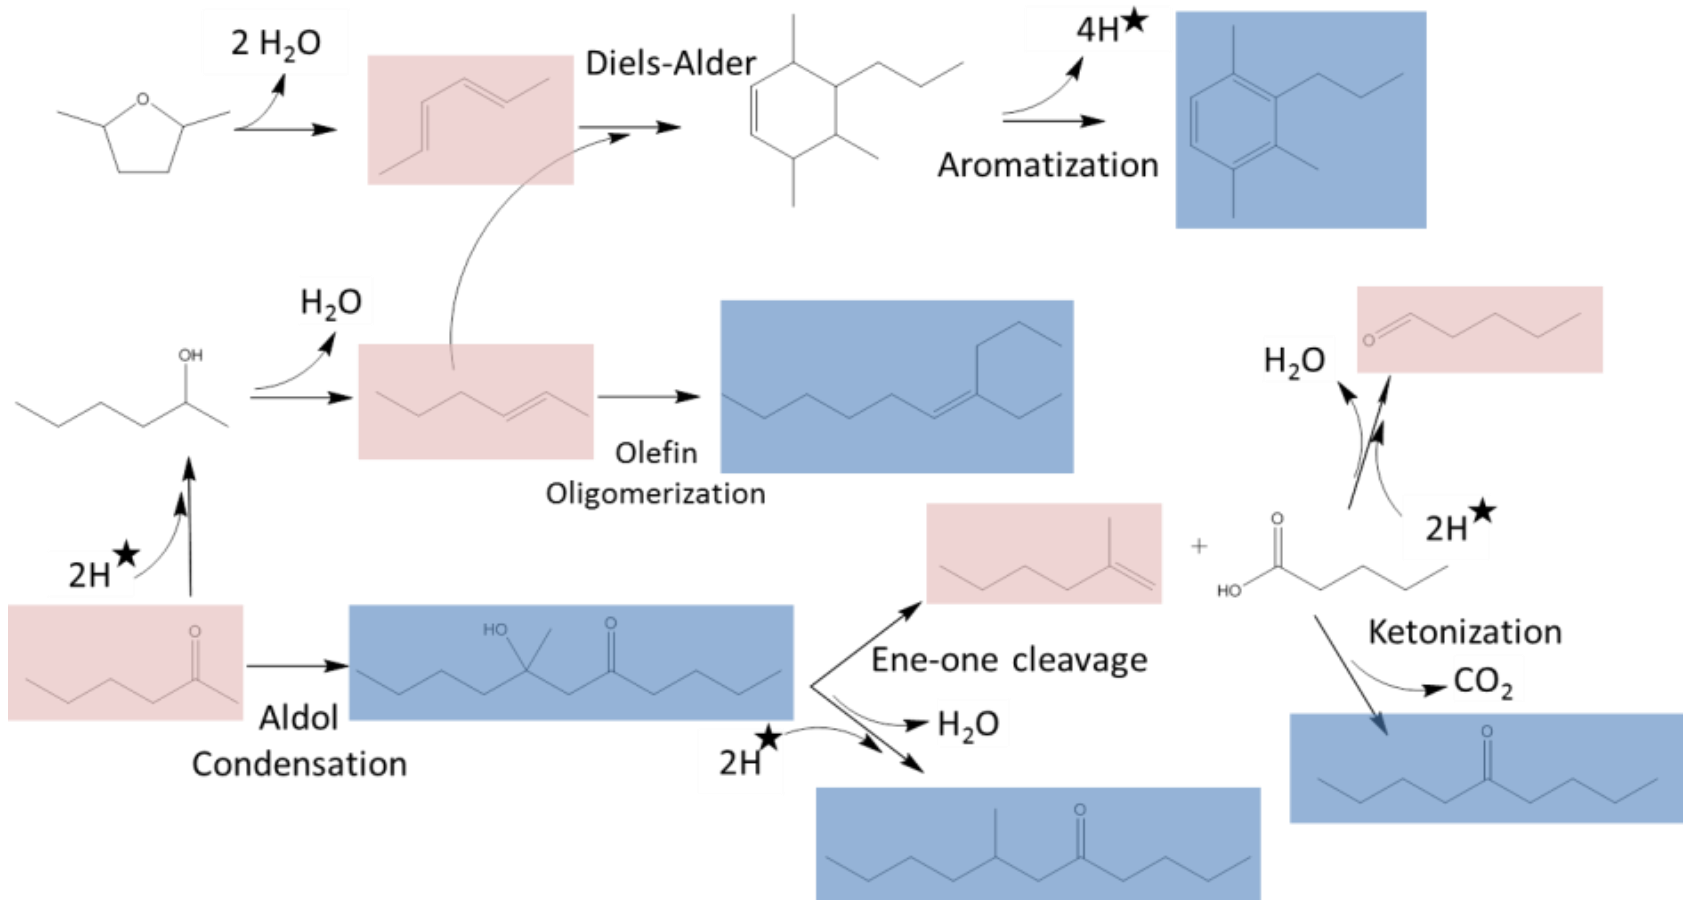 2 H₂O
Diels-Alder
4H★
O
Aromatization
H₂O
OH
O
H₂O
Olefin
Oligomerization
2H★
O
+
HO
2H★
O
HO
O
Ketonization
Ene-one cleavage
CO₂
Aldol
Condensation
H₂O
2H★
O
O